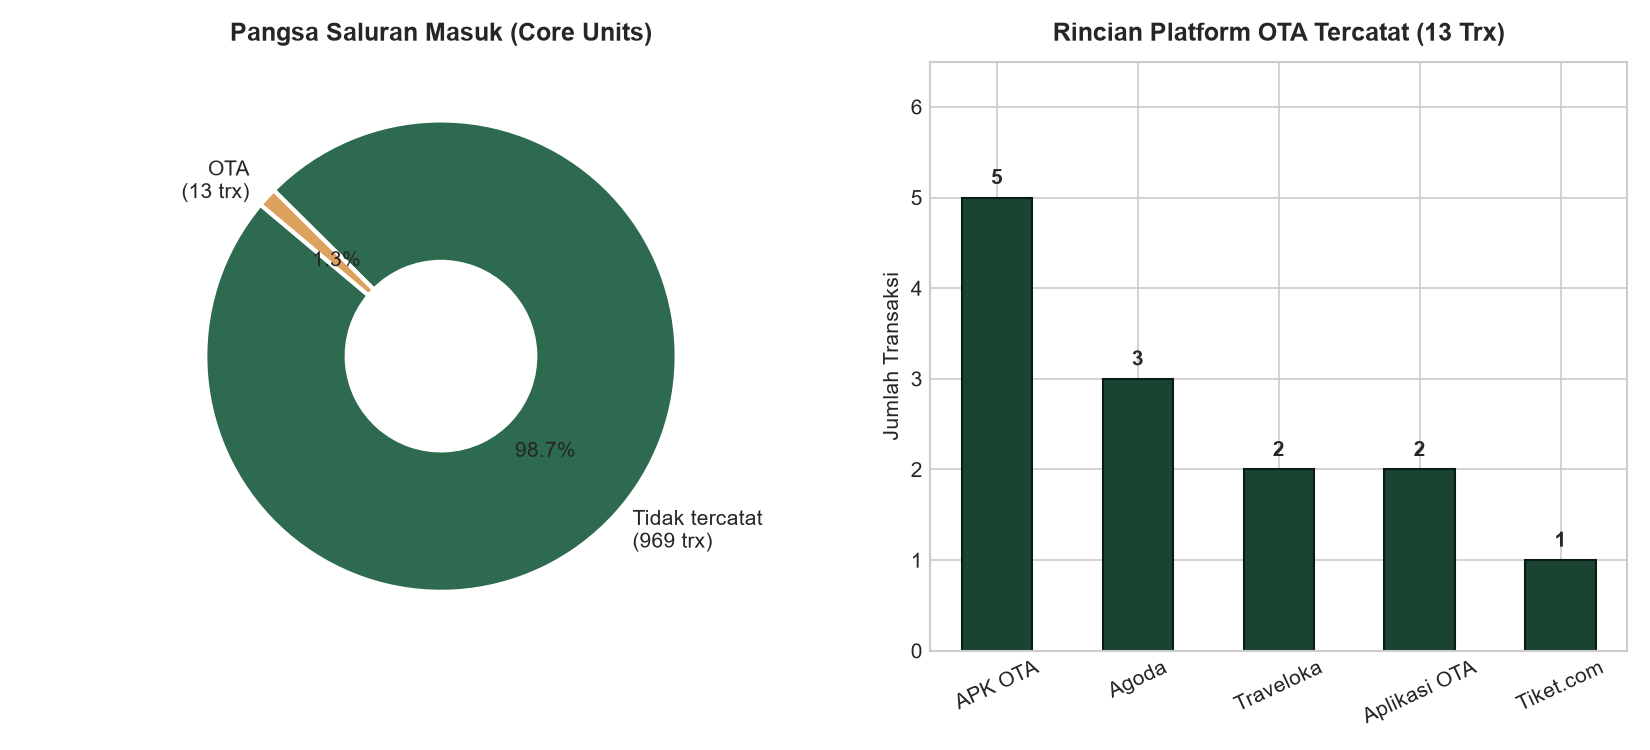 Pangsa Saluran Masuk (Core Units)
OTA
(13 trx)
1.3%
98.7%
Tidak tercatat
(969 trx)
Rincian Platform OTA Tercatat (13 Trx)
Jumlah Transaksi
6
5
4
3
2
1
0
5
3
2
2
1
APK OTA
Agoda
Traveloka
Aplikasi OTA
Tiket.com